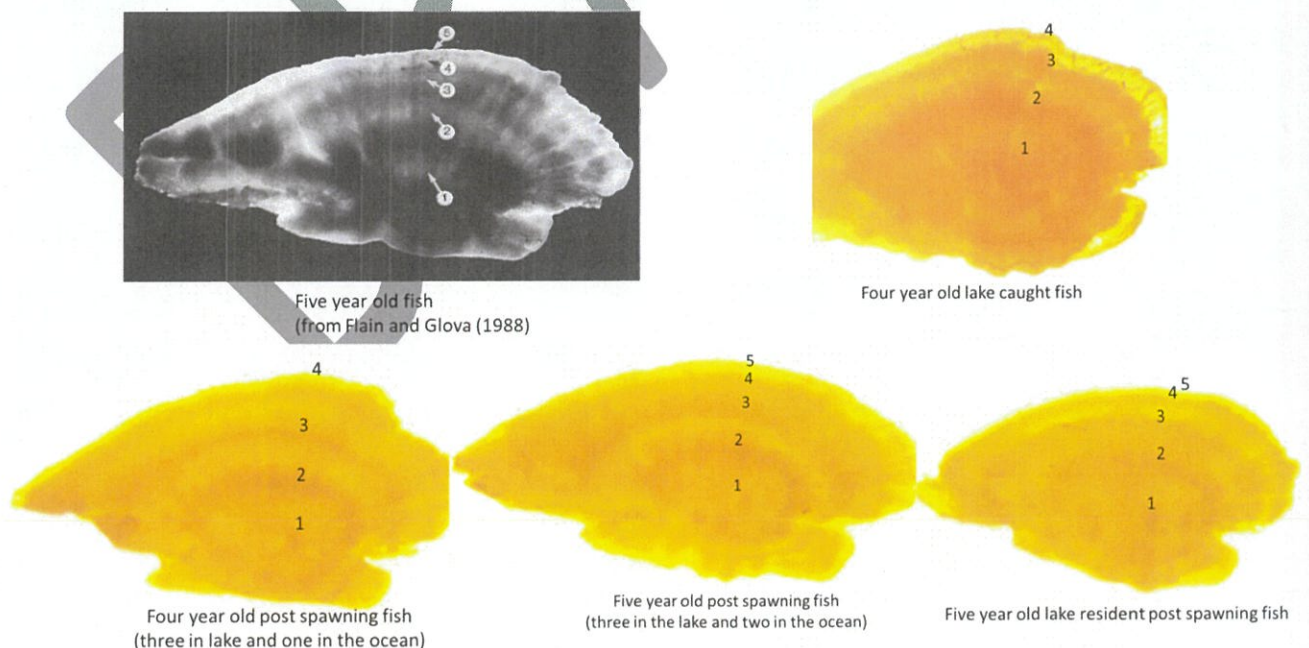 5
4
3
2
1
Five year old fish
(from Flain and Glova (1988)
4
3
2
1
Four year old lake caught fish
4
3
2
1
Four year old post spawning fish
(three in lake and one in the ocean)
5
4
3
2
1
Five year old post spawning fish
(three in the lake and two in the ocean)
4 5
3
2
1
Five year old lake resident post spawning fish